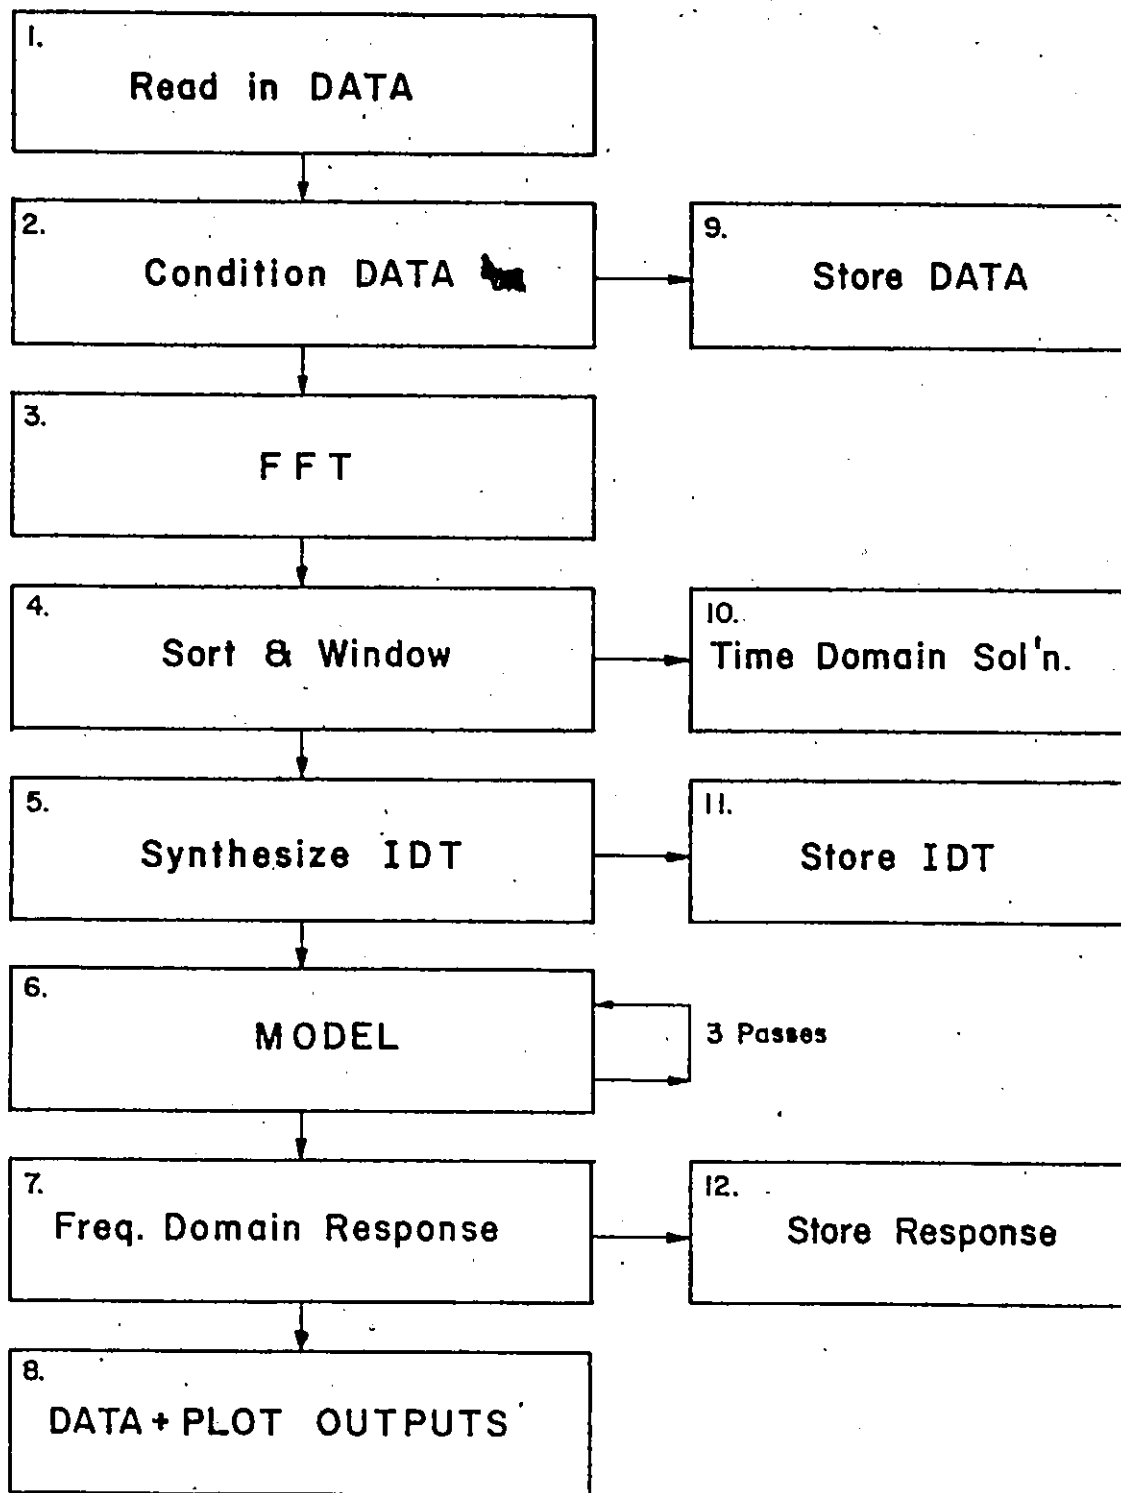 1.
Read in DATA
2.
Condition DATA
9.
Store DATA
3.
FFT
4.
Sort & Window
10.
Time Domain Sol'n.
5.
Synthesize IDT
11.
Store IDT
6.
MODEL
3 Passes
7.
Freq. Domain Response
12.
Store Response
8.
DATA + PLOT OUTPUTS